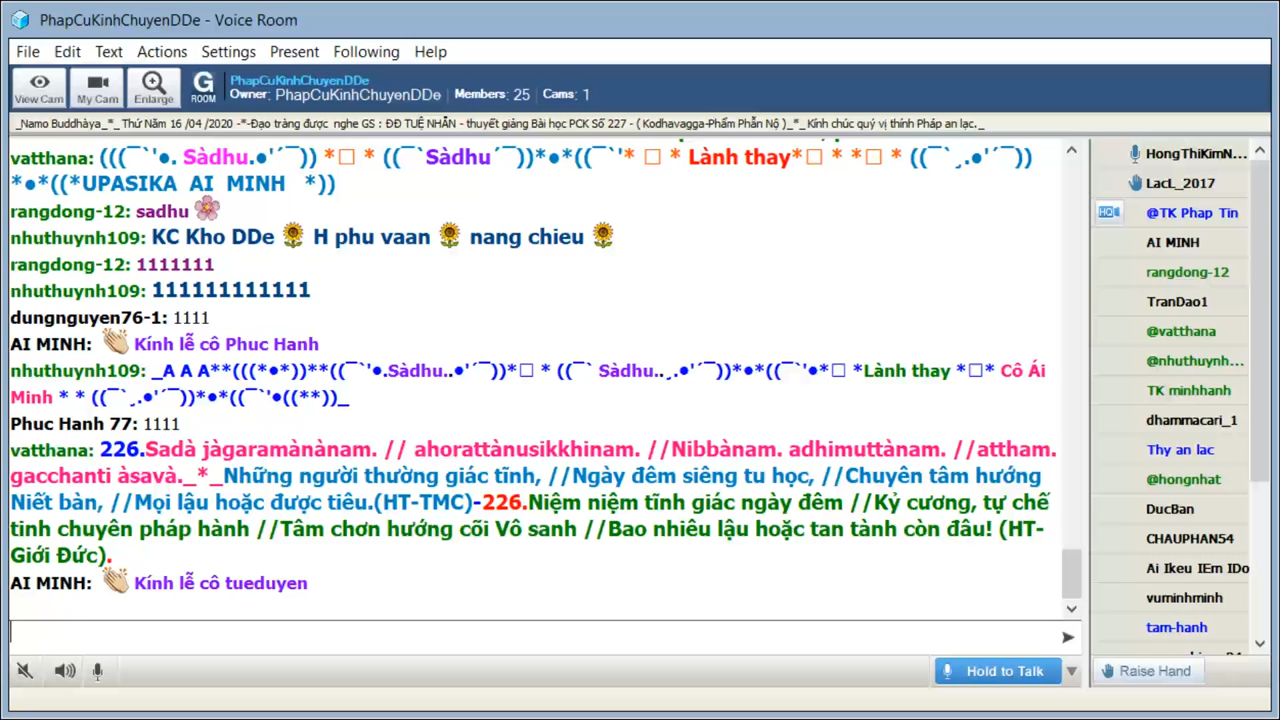 PhapCuKinhChuyenDDe - Voice Room
File Edit Text Actions Settings Present Following Help
View Cam My Cam Enlarge G ROOM
PhapCuKinhChuyenDDe
Owner: PhapCuKinhChuyenDDe Members: 25 Cams: 1
_Namo Buddhàya_*_ Thứ Năm 16 /04 /2020 -*-Đạo tràng được nghe GS : ĐĐ TUỆ NHÂN - thuyết giảng Bài học PCK Số 227 - ( Kodhavagga-Phẩm Phẫn Nộ )_*_ Kính chúc quý vị thính Pháp an lạc._
vatthana: (((¯`'•. Sàdhu.•'´¯)) *□ * ((¯`Sàdhu´¯))*•*((¯`'* □ * Lành thay*□ * *□ * ((¯`¸.•'´¯))
*•*((*UPASIKA AI MINH *))
rangdong-12: sadhu 🌸
nhuthuynh109: KC Kho DDe 🌻 H phu vaan 🌻 nang chieu 🌻
rangdong-12: 1111111
nhuthuynh109: 111111111111
dungnguyen76-1: 1111
AI MINH: 👏 Kính lễ cô Phuc Hanh
nhuthuynh109: _A A A**(((*•*))**((¯`'•.Sàdhu..•'´¯))*□ * ((¯` Sàdhu..¸.•'´¯))*•*((¯`'•*□ *Lành thay *□* Cô Ái
Minh * * ((¯`¸.•'´¯))*•*((¯`'•((**))_
Phuc Hanh 77: 1111
vatthana: 226.Sadà jàgaramànànam. // ahorattànusikkhinam. //Nibbànam. adhimuttànam. //attham.
gacchanti àsavà._*_Những người thường giác tĩnh, //Ngày đêm siêng tu học, //Chuyên tâm hướng
Niết bàn, //Mọi lậu hoặc được tiêu.(HT-TMC)-226.Niệm niệm tĩnh giác ngày đêm //Kỷ cương, tự chế
tinh chuyên pháp hành //Tâm chơn hướng cõi Vô sanh //Bao nhiêu lậu hoặc tan tành còn đâu! (HT-
Giới Đức).
AI MINH: 👏 Kính lễ cô tueduyen
HongThiKimN...
LacL_2017
HD @TK Phap Tin
AI MINH
rangdong-12
TranDao1
@vatthana
@nhuthuynh...
TK minhhanh
dhammacari_1
Thy an lac
@hongnhat
DucBan
CHAUPHAN54
Ai Ikeu IEm IDo
vuminhminh
tam-hanh
Hold to Talk
Raise Hand